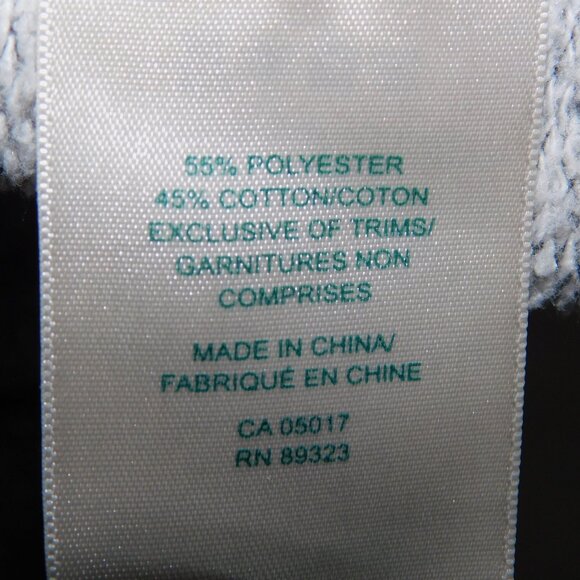 55% POLYESTER
45% COTTON/COTON
EXCLUSIVE OF TRIMS/
GARNITURES NON
COMPRISES
MADE IN CHINA/
FABRIQUÉ EN CHINE
CA 05017
RN 89323